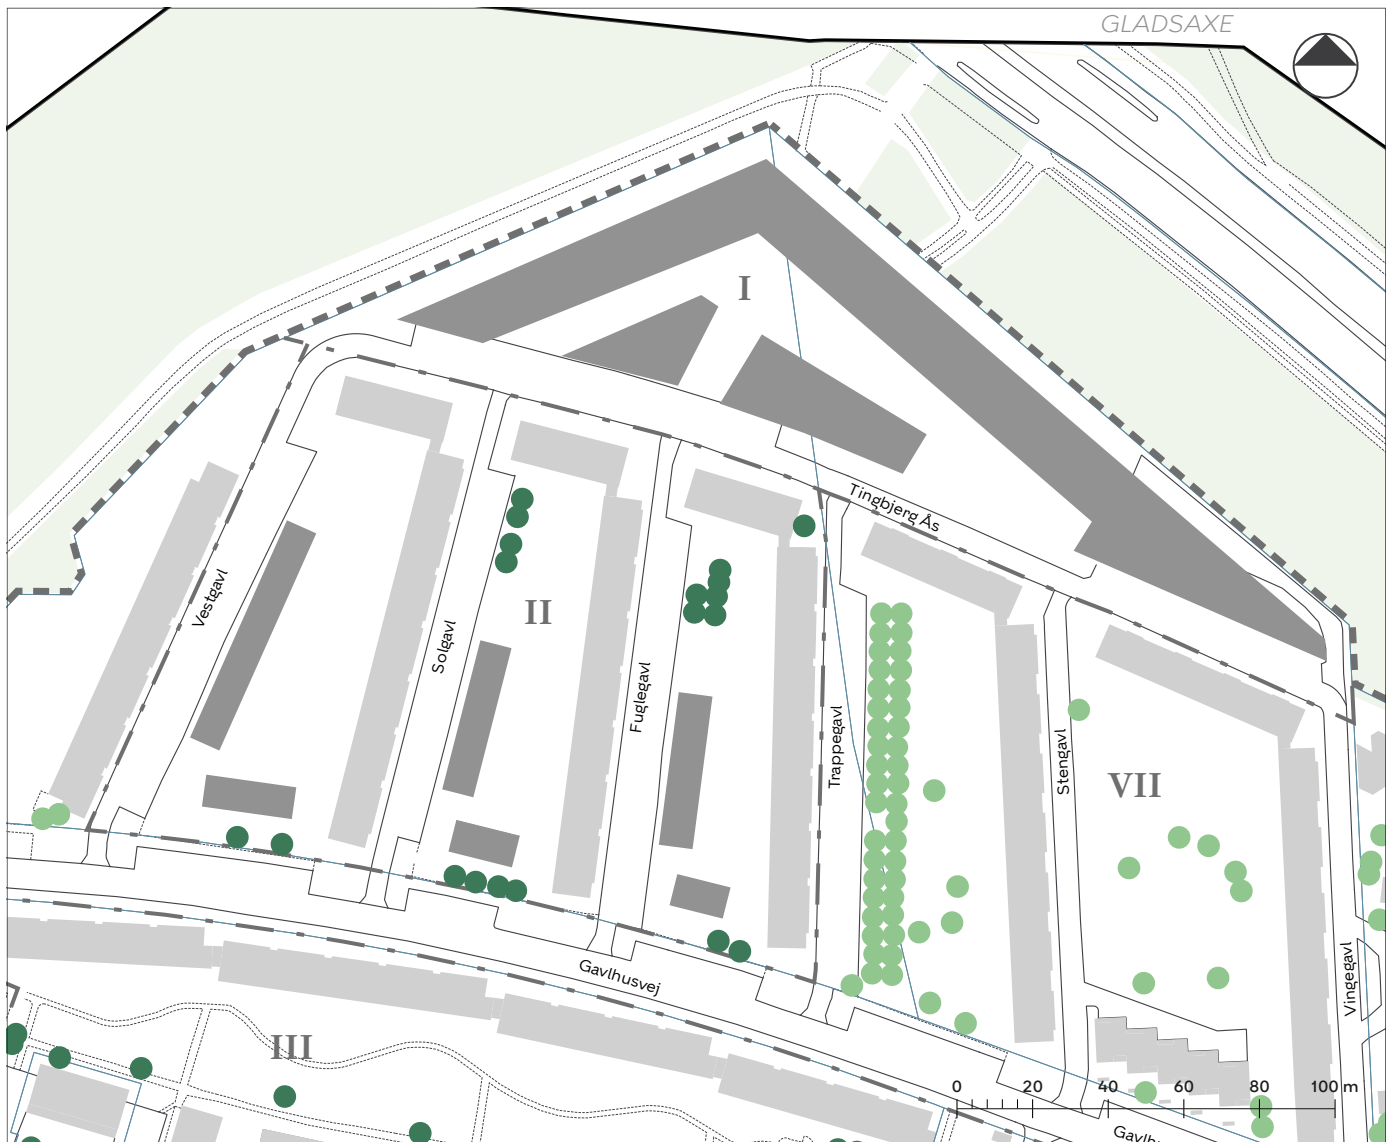 GLADSAXE
I
Tingbjerg Ås
Vestgavl
II
Solgavl
Fuglegavl
Trappegavl
Stengavl
VII
Gavlhusvej
Vingegavl
III
0 20 40 60 80 100 m